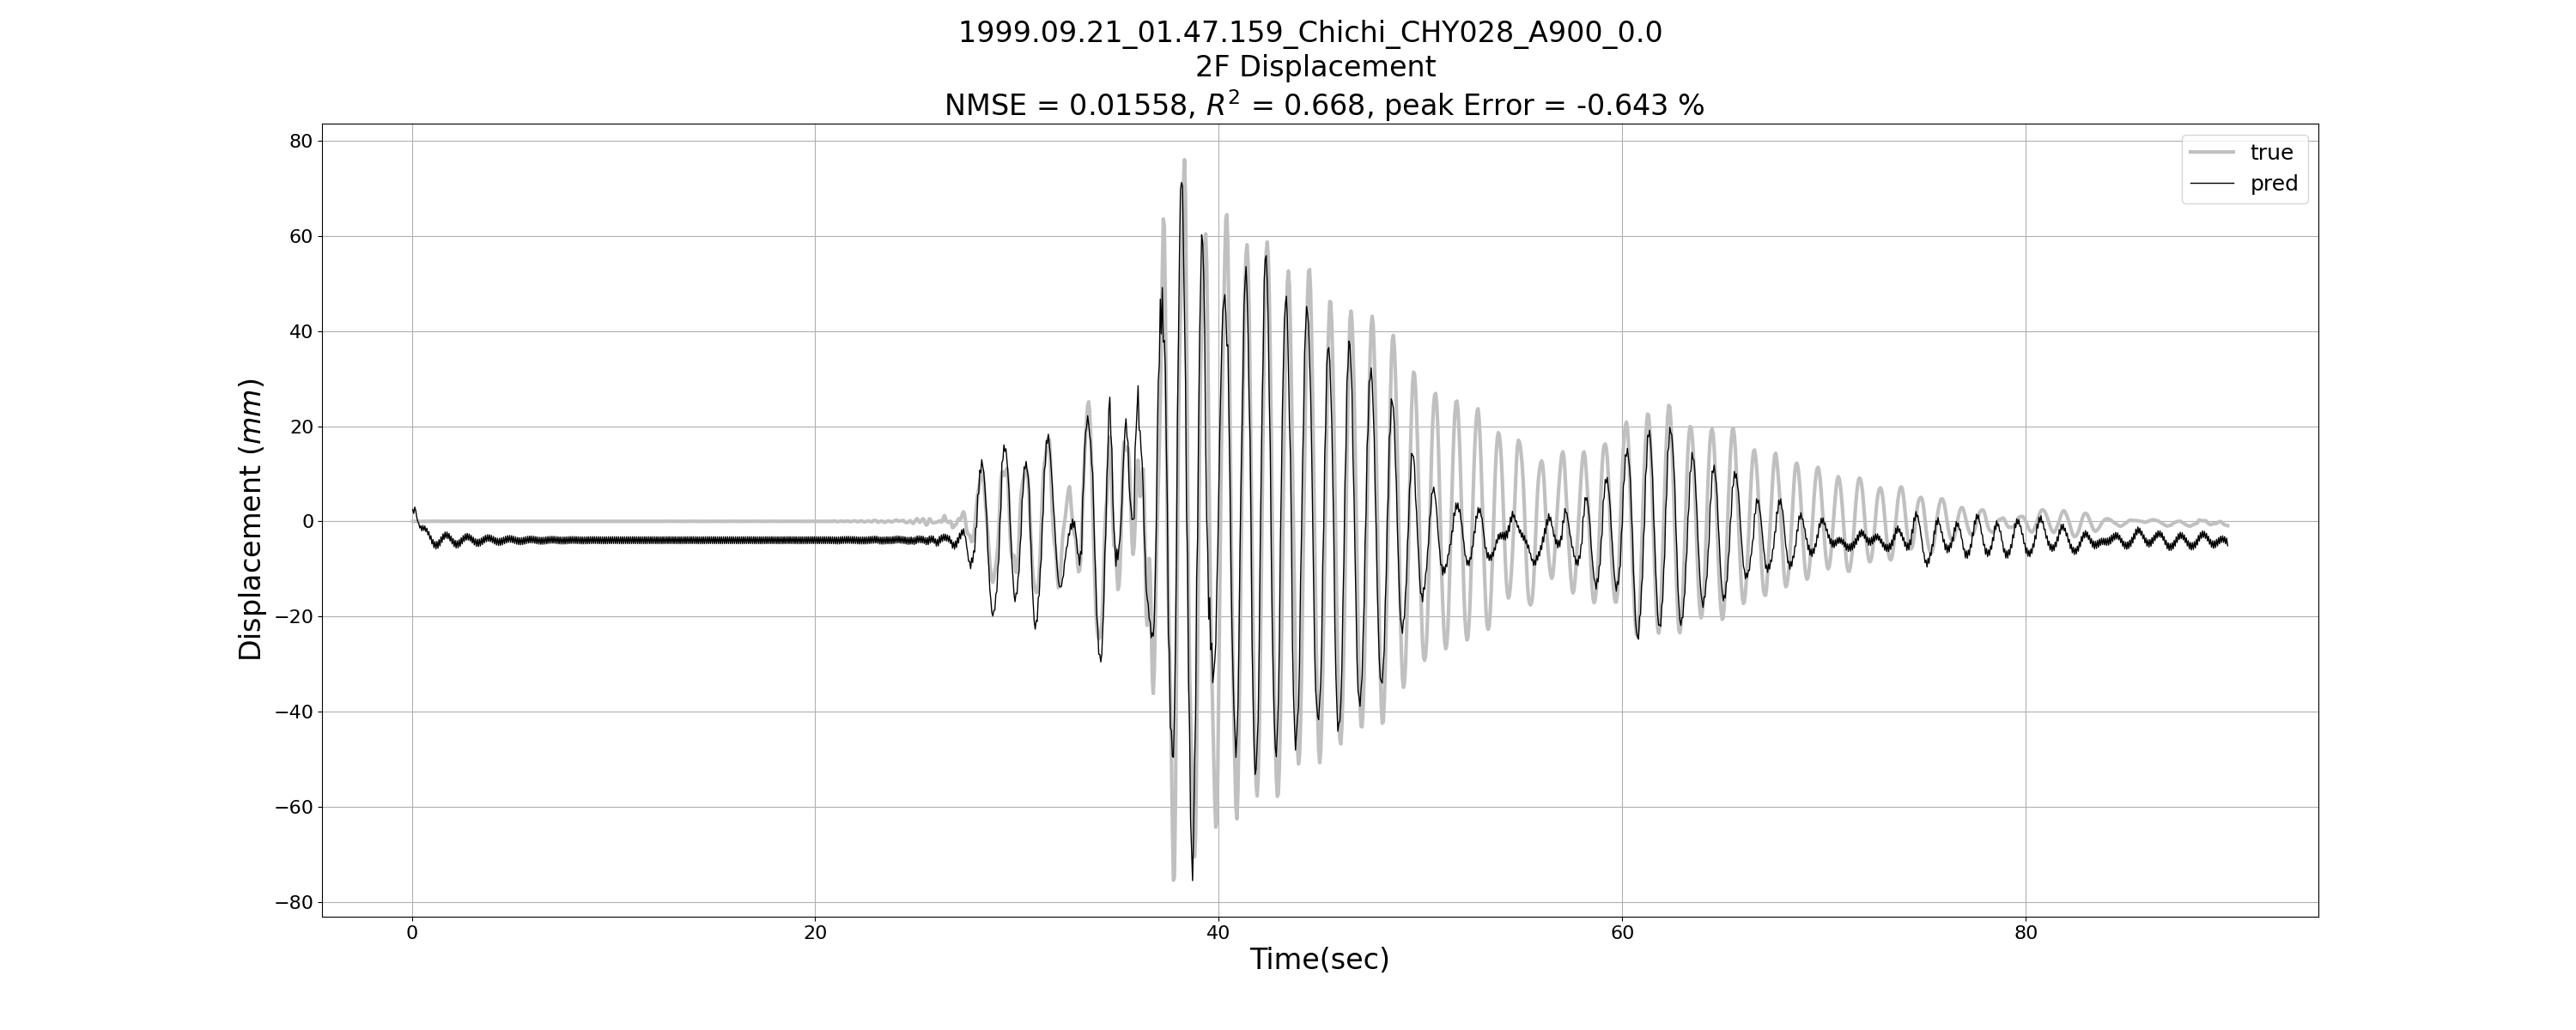 1999.09.21_01.47.159_Chichi_CHY028_A900_0.0
2F Displacement
NMSE = 0.01558, R² = 0.668, peak Error = -0.643 %
true
pred
80
60
40
20
0
−20
−40
−60
−80
Displacement (mm)
0 20 40 60 80
Time(sec)